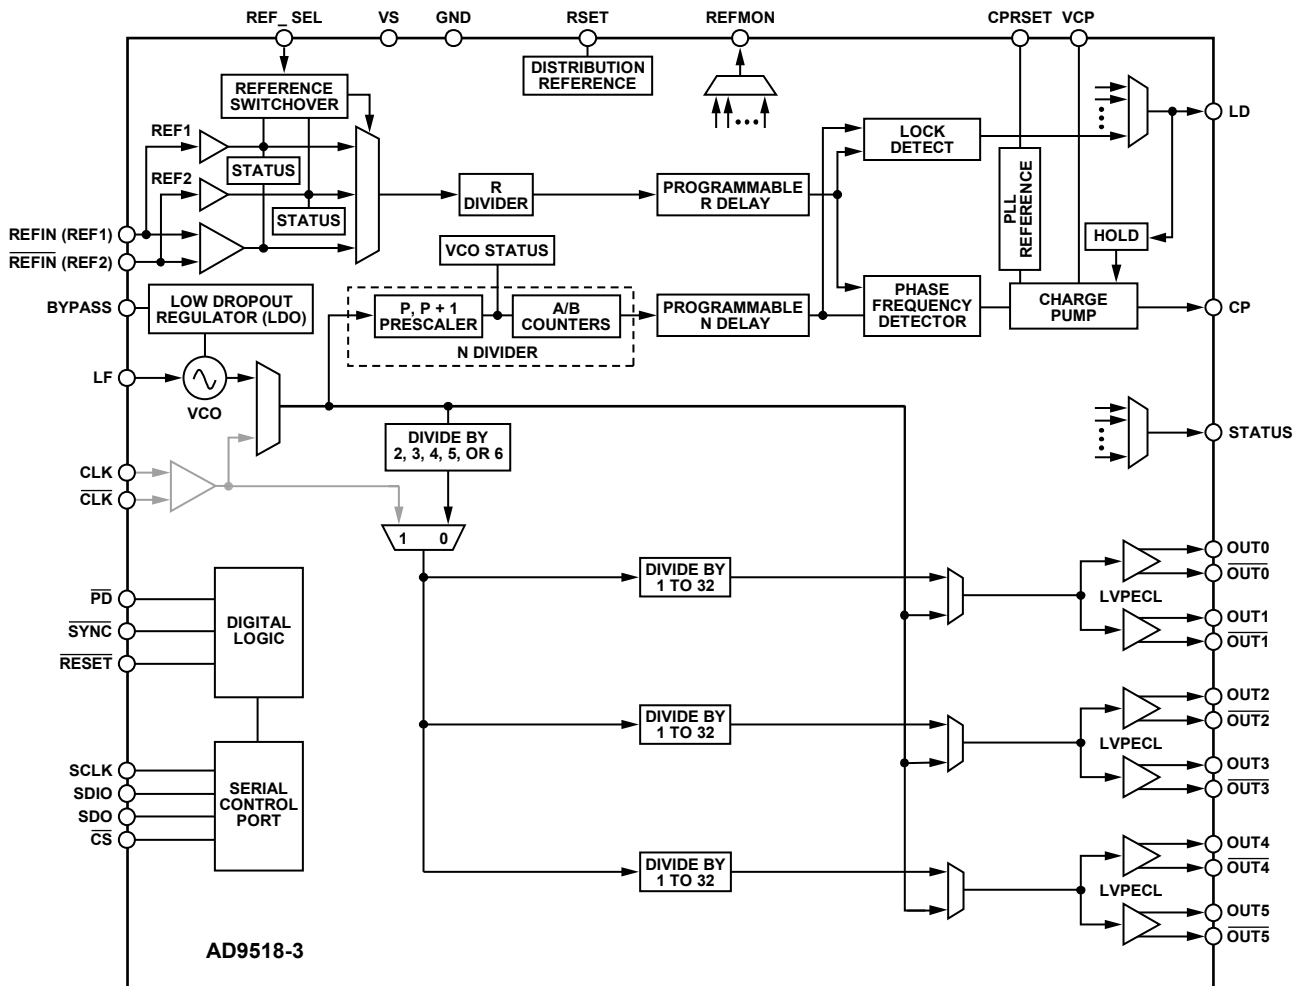 REF_ SEL
VS
GND
RSET
REFMON
CPRSET
VCP
DISTRIBUTION
REFERENCE
REFERENCE
SWITCHOVER
REF1
STATUS
REF2
STATUS
LOCK
DETECT
LD
R
DIVIDER
PROGRAMMABLE
R DELAY
PLL
REFERENCE
HOLD
REFIN (REF1)
REFIN (REF2)
VCO STATUS
BYPASS
LOW DROPOUT
REGULATOR (LDO)
P, P + 1
PRESCALER
A/B
COUNTERS
N DIVIDER
PROGRAMMABLE
N DELAY
PHASE
FREQUENCY
DETECTOR
CHARGE
PUMP
CP
LF
VCO
DIVIDE BY
2, 3, 4, 5, OR 6
STATUS
CLK
CLK
1 0
DIVIDE BY
1 TO 32
LVPECL
OUT0
OUT0
OUT1
OUT1
PD
SYNC
RESET
DIGITAL
LOGIC
DIVIDE BY
1 TO 32
LVPECL
OUT2
OUT2
OUT3
OUT3
SCLK
SDIO
SDO
CS
SERIAL
CONTROL
PORT
DIVIDE BY
1 TO 32
LVPECL
OUT4
OUT4
OUT5
OUT5
AD9518-3